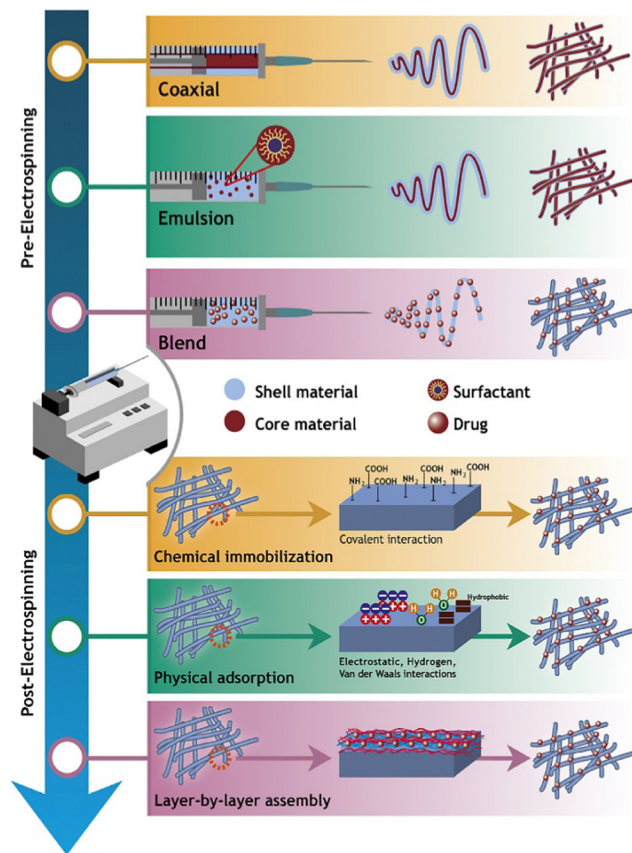 Pre-Electrospinning
Coaxial
Emulsion
Blend
Shell material
Surfactant
Core material
Drug
Post-Electrospinning
NH2
COOH
COOH
NH2
COOH
NH2
NH2
COOH
Covalent interaction
Chemical immobilization
H
H
O
H
H
O
Hydrophobic
Electrostatic, Hydrogen,
Van der Waals interactions
Physical adsorption
Layer-by-layer assembly